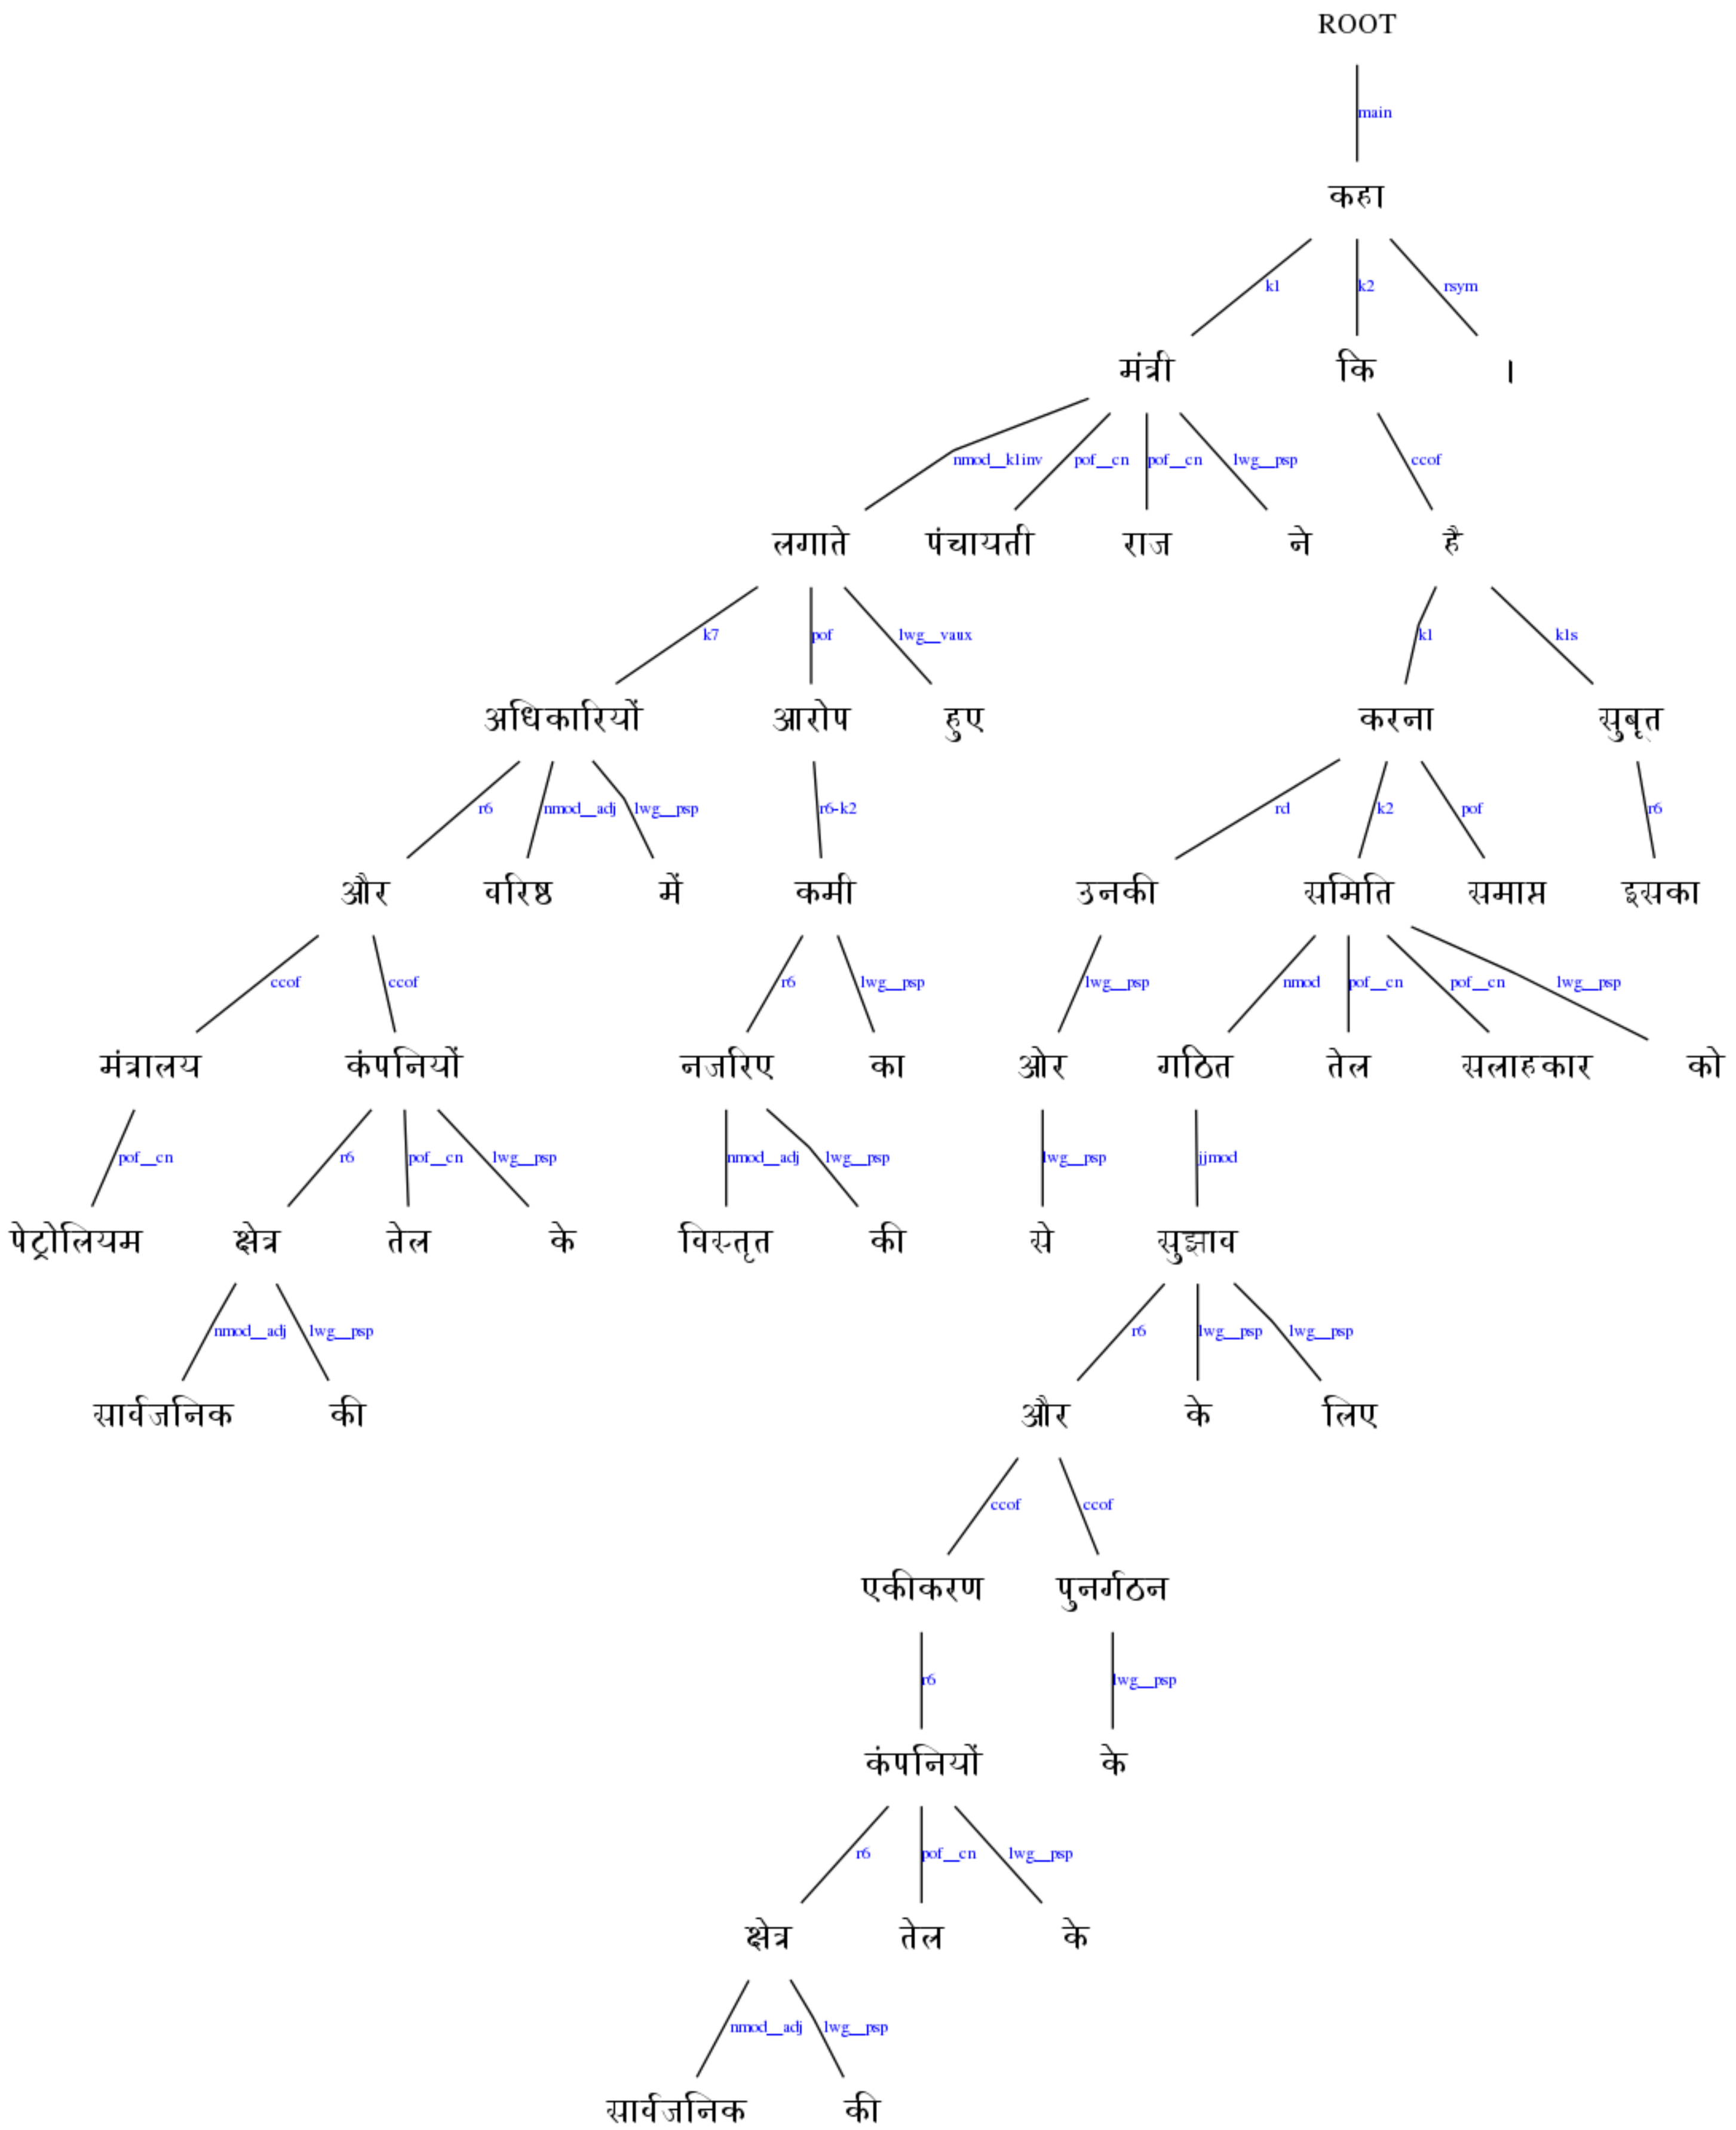 ROOT
main
कहा
k1 k2 rsym
मंत्री कि ।
nmod__k1inv pof__cn pof__cn lwg__psp ccof
लगाते पंचायती राज ने है
k7 pof lwg__vaux k1 k1s
अधिकारियों आरोप हुए करना सुबूत
r6 nmod__adj lwg__psp r6-k2 rd k2 pof r6
और वरिष्ठ में कमी उनकी समिति समाप्त इसका
ccof ccof r6 lwg__psp lwg__psp nmod pof__cn pof__cn lwg__psp
मंत्रालय कंपनियों नजरिए का ओर गठित तेल सलाहकार को
pof__cn r6 pof__cn lwg__psp nmod__adj lwg__psp lwg__psp jjmod
पेट्रोलियम क्षेत्र तेल के विस्तृत की से सुझाव
nmod__adj lwg__psp r6 lwg__psp lwg__psp
सार्वजनिक की और के लिए
ccof ccof
एकीकरण पुनर्गठन
r6 lwg__psp
कंपनियों के
r6 pof__cn lwg__psp
क्षेत्र तेल के
nmod__adj lwg__psp
सार्वजनिक की